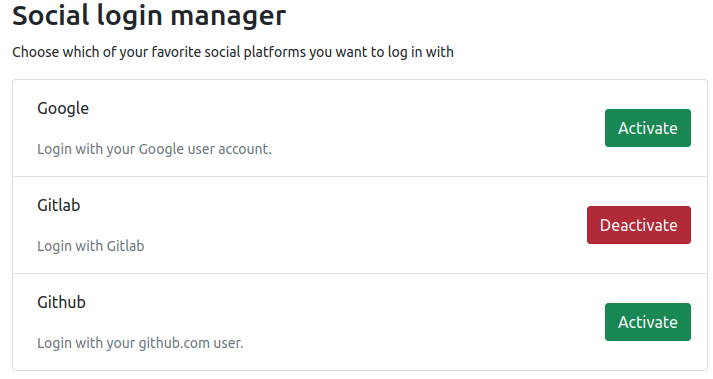 Social login manager
Choose which of your favorite social platforms you want to log in with
Google
Activate
Login with your Google user account.
Gitlab
Deactivate
Login with Gitlab
Github
Activate
Login with your github.com user.